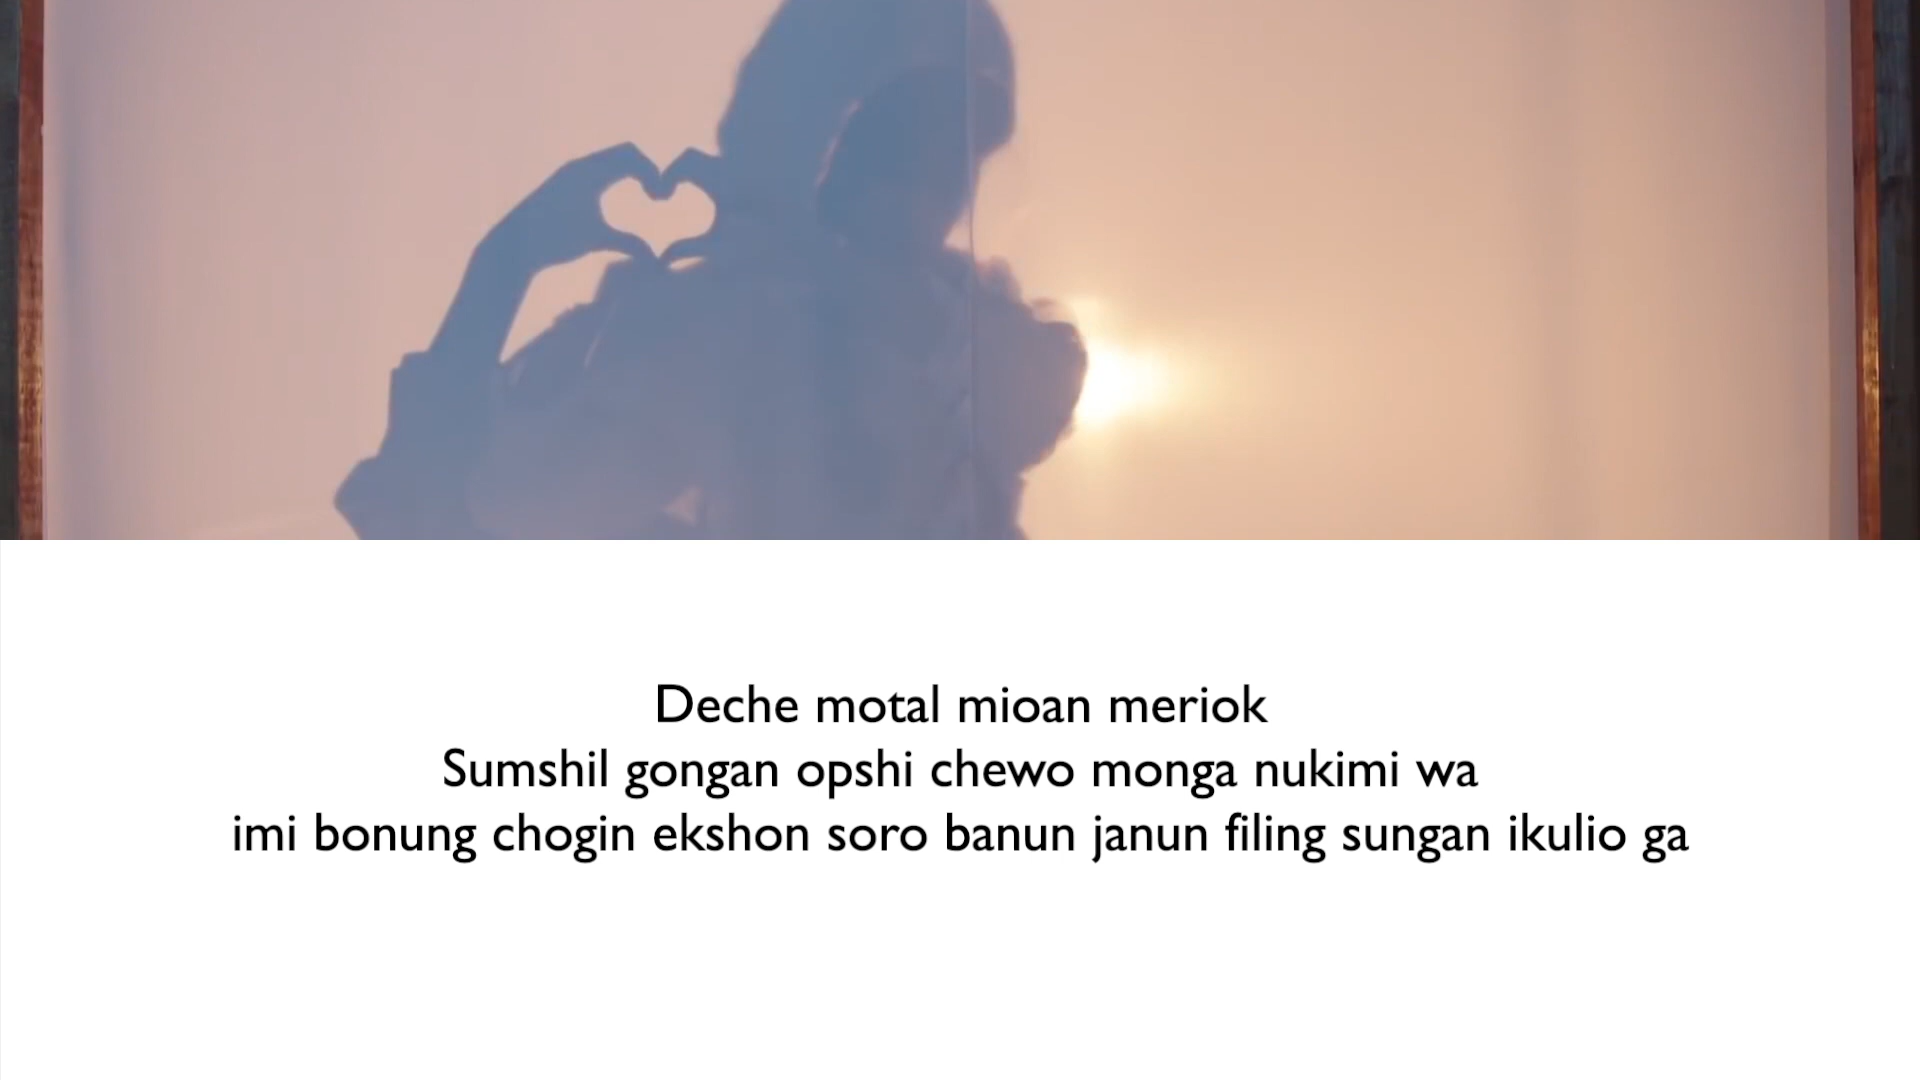 Deche motal mioan meriok
Sumshil gongan opshi chewo monga nukimi wa
imi bonung chogin ekshon soro banun janun filing sungan ikulio ga